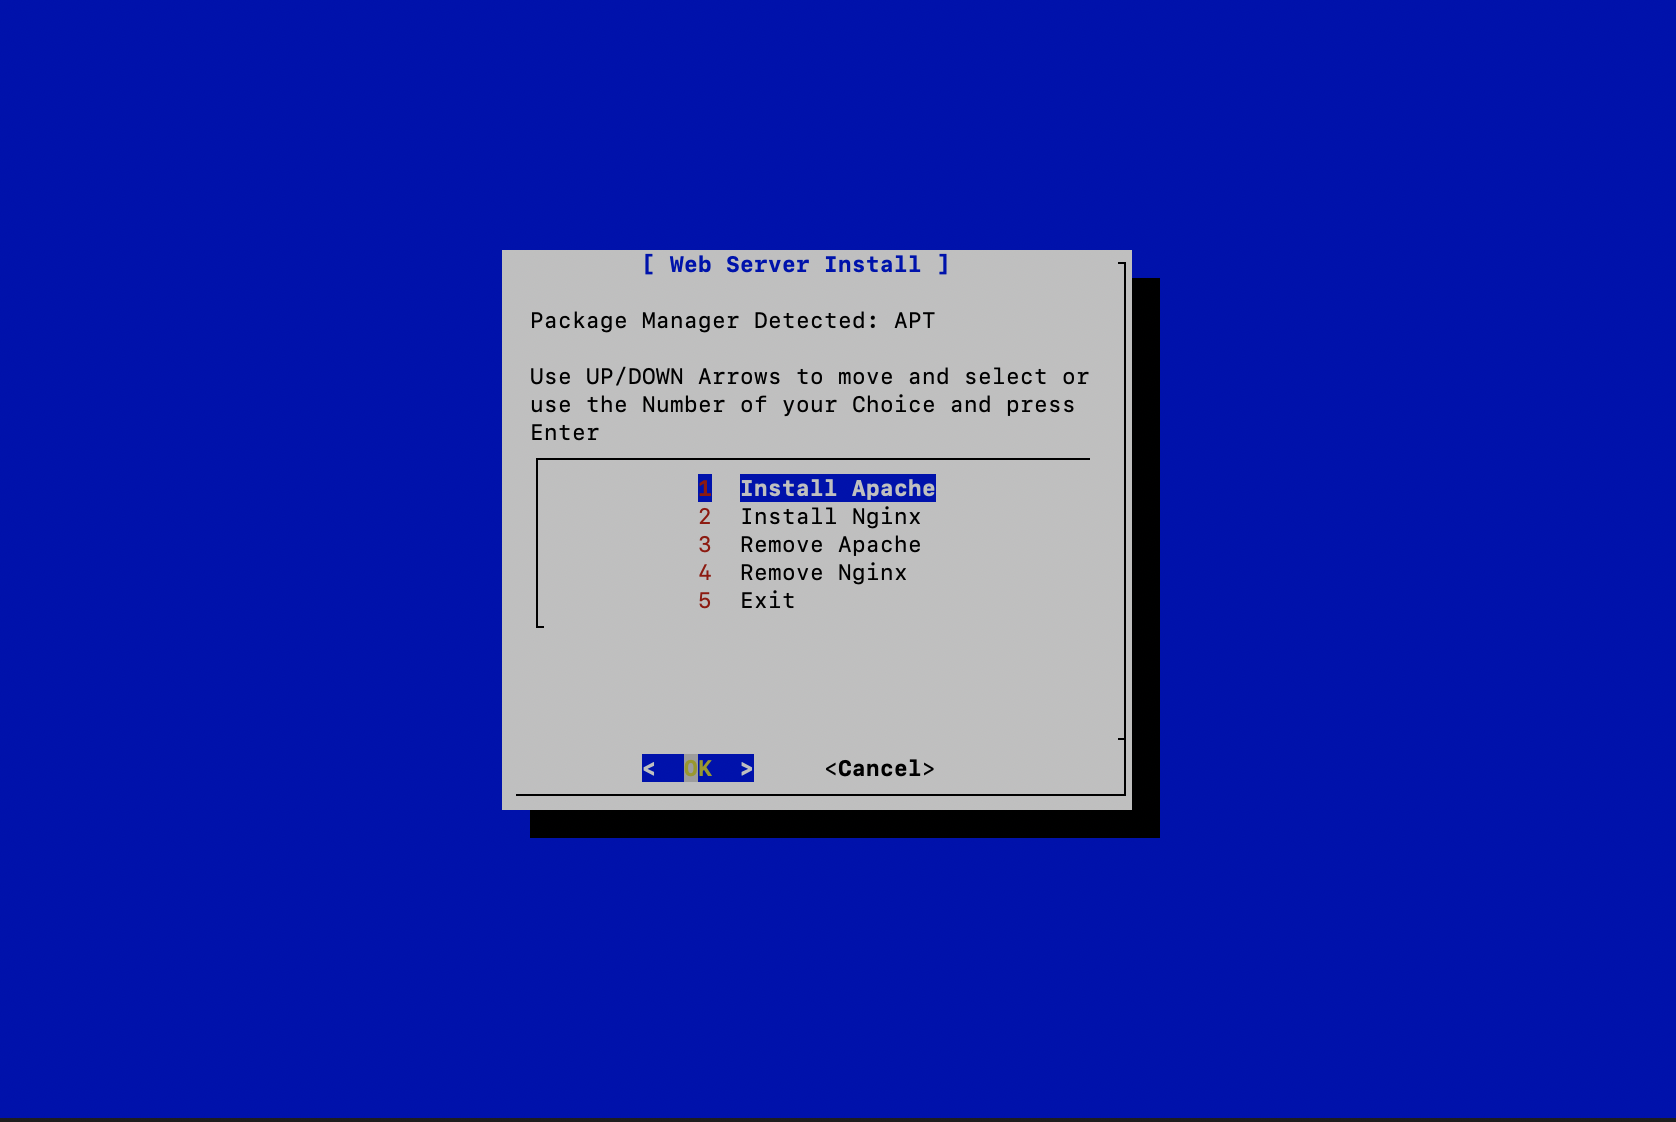 [ Web Server Install ]
Package Manager Detected: APT
Use UP/DOWN Arrows to move and select or
use the Number of your Choice and press
Enter
1 Install Apache
2 Install Nginx
3 Remove Apache
4 Remove Nginx
5 Exit
< OK > <Cancel>